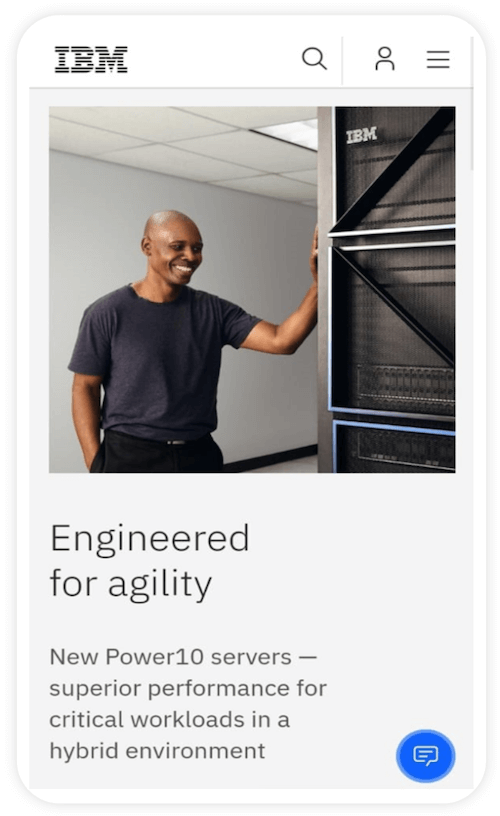 IBM
IBM
Engineered
for agility
New Power10 servers —
superior performance for
critical workloads in a
hybrid environment